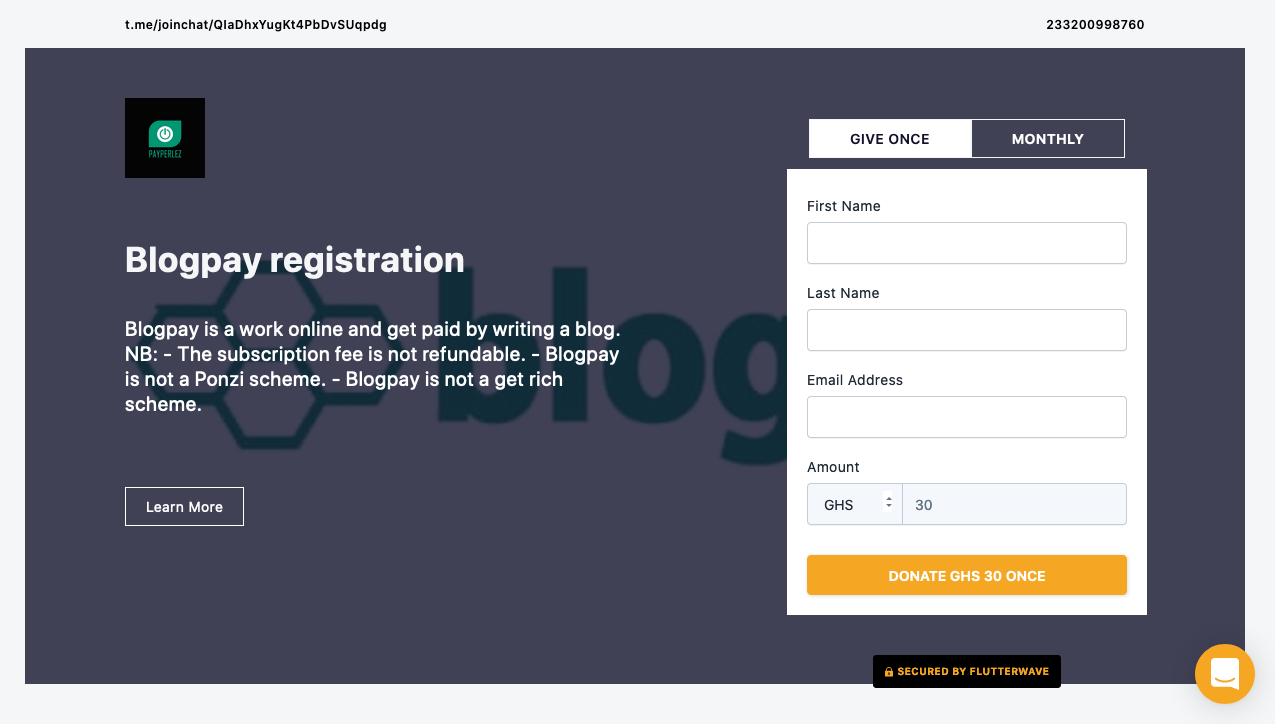 t.me/joinchat/QIaDhxYugKt4PbDvSUqpdg
233200998760
PAYPERLEZ
Blogpay registration
blog
Blogpay is a work online and get paid by writing a blog.
NB: - The subscription fee is not refundable. - Blogpay
is not a Ponzi scheme. - Blogpay is not a get rich
scheme.
Learn More
GIVE ONCE
MONTHLY
First Name
Last Name
Email Address
Amount
GHS
30
DONATE GHS 30 ONCE
SECURED BY FLUTTERWAVE